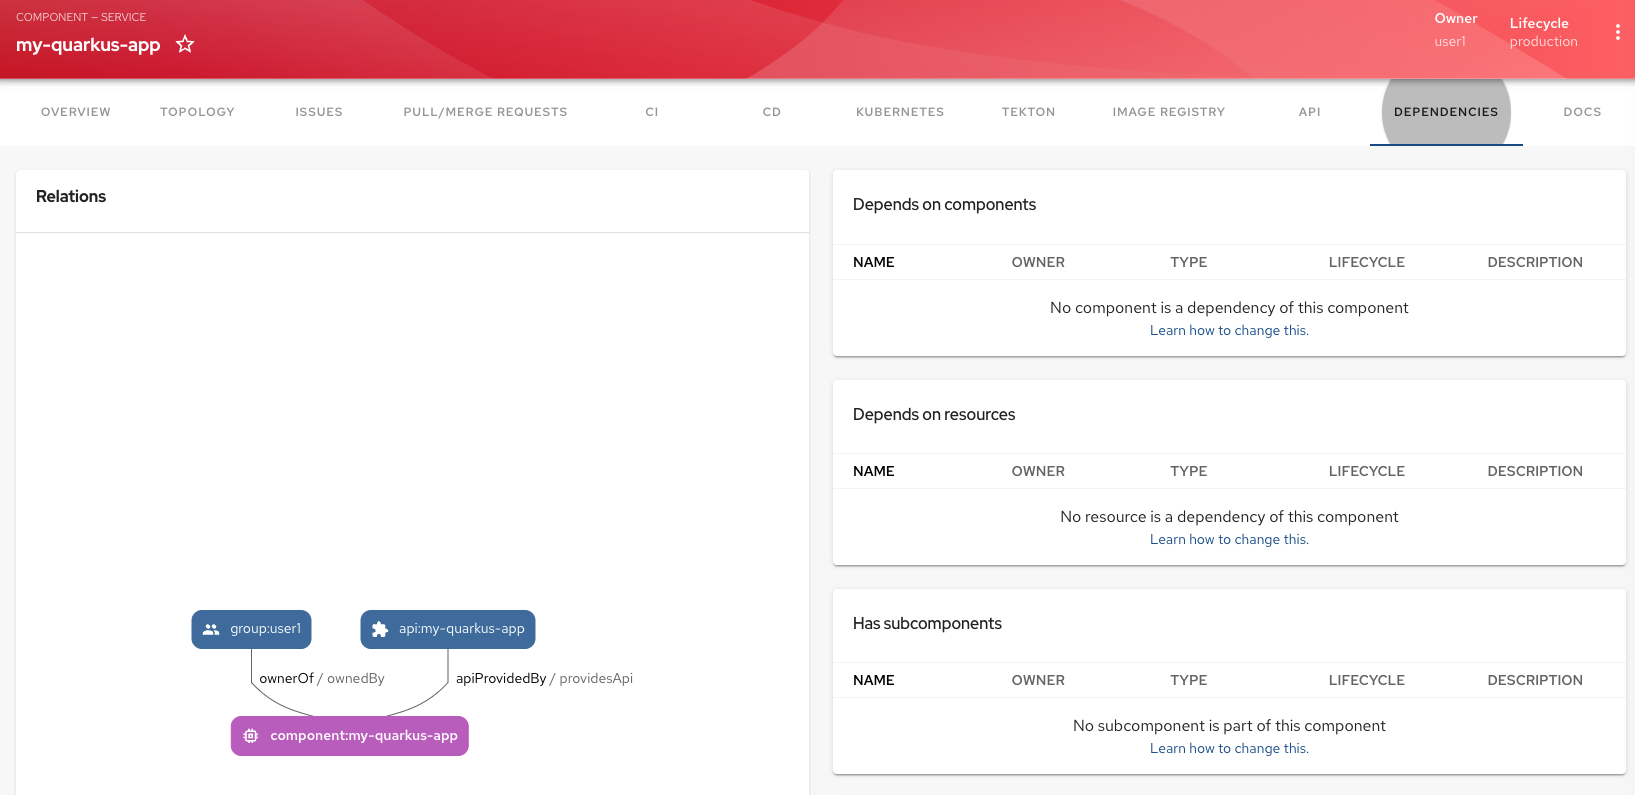 COMPONENT — SERVICE
my-quarkus-app
Owner
user1
Lifecycle
production
OVERVIEW TOPOLOGY ISSUES PULL/MERGE REQUESTS CI CD KUBERNETES TEKTON IMAGE REGISTRY API DEPENDENCIES DOCS
Relations
group:user1
api:my-quarkus-app
ownerOf / ownedBy
apiProvidedBy / providesApi
component:my-quarkus-app
Depends on components
NAME OWNER TYPE LIFECYCLE DESCRIPTION
No component is a dependency of this component
Learn how to change this.
Depends on resources
NAME OWNER TYPE LIFECYCLE DESCRIPTION
No resource is a dependency of this component
Learn how to change this.
Has subcomponents
NAME OWNER TYPE LIFECYCLE DESCRIPTION
No subcomponent is part of this component
Learn how to change this.